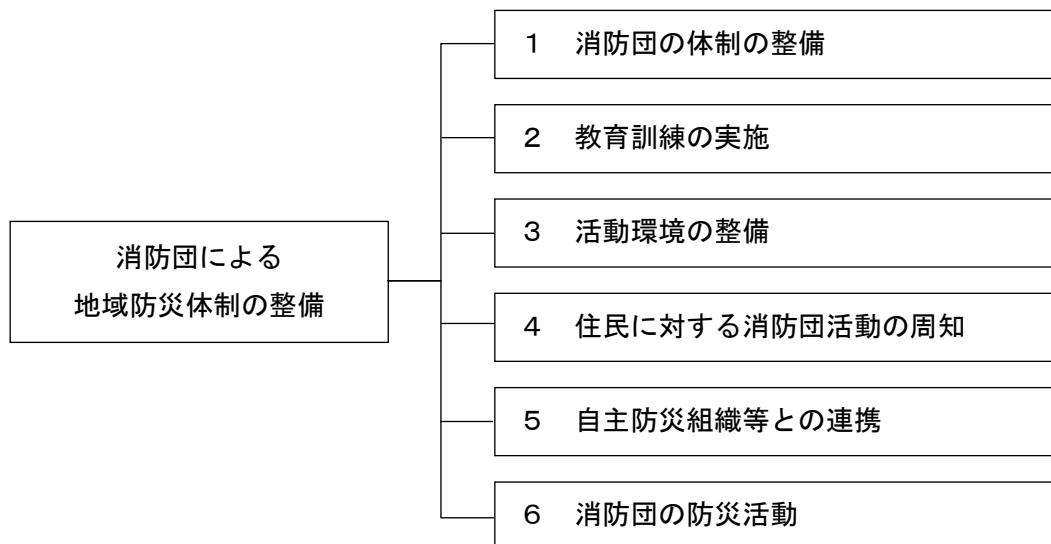 消防団による
地域防災体制の整備
１　消防団の体制の整備
２　教育訓練の実施
３　活動環境の整備
４　住民に対する消防団活動の周知
５　自主防災組織等との連携
６　消防団の防災活動